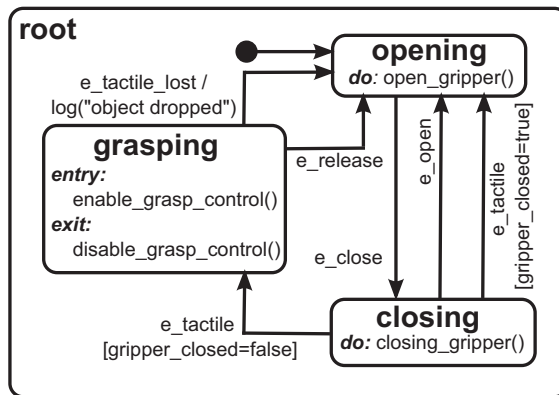 root
opening
do: open_gripper()
e_tactile_lost /
log("object dropped")
grasping
entry:
enable_grasp_control()
exit:
disable_grasp_control()
e_release
e_open
e_tactile
[gripper_closed=true]
e_close
e_tactile
[gripper_closed=false]
closing
do: closing_gripper()